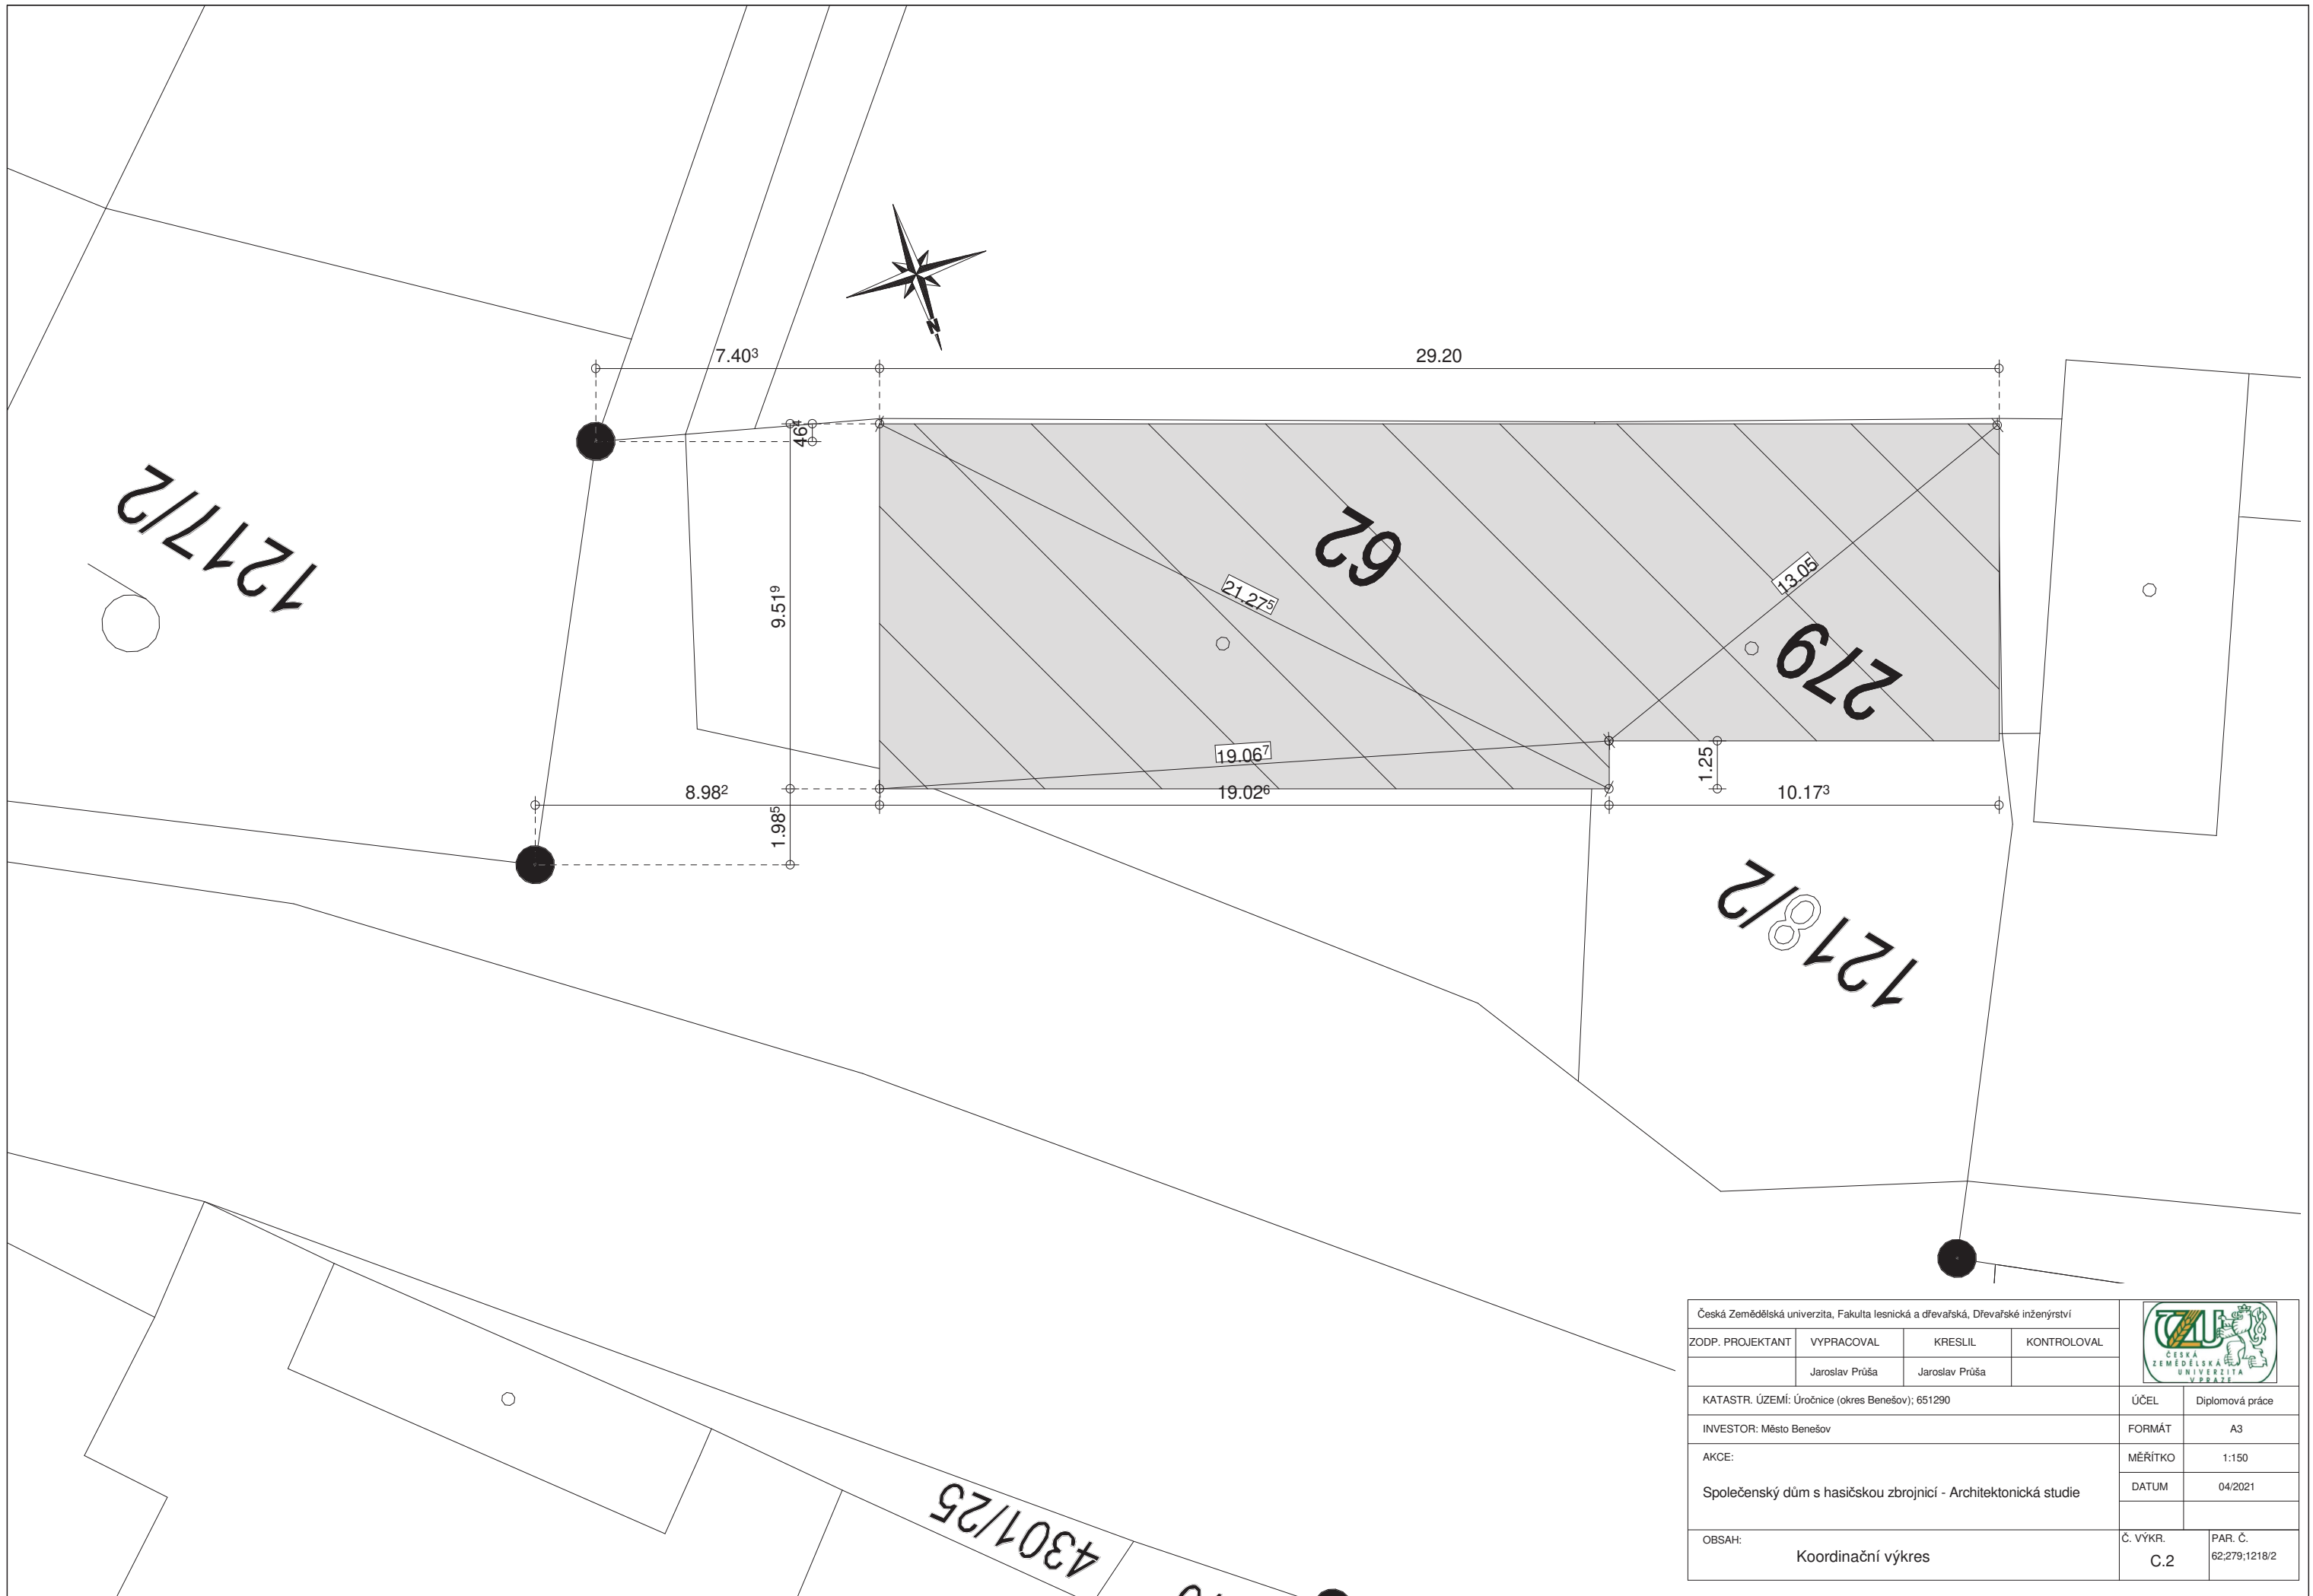 N
7.40³
29.20
46⁴
1217/2
62
9.51⁹
21.27⁵
13.05
279
19.06⁷
1.25
8.98²
19.02⁶
10.17³
1.98⁵
1218/2
4301/25
Česká Zemědělská univerzita, Fakulta lesnická a dřevařská, Dřevařské inženýrství
ZODP. PROJEKTANT VYPRACOVAL KRESLIL KONTROLOVAL
Jaroslav Průša Jaroslav Průša
ČZU
ČESKÁ
ZEMĚDĚLSKÁ
UNIVERZITA
V PRAZE
KATASTR. ÚZEMÍ: Úročnice (okres Benešov); 651290
ÚČEL Diplomová práce
INVESTOR: Město Benešov
FORMÁT A3
AKCE:
MĚŘÍTKO 1:150
Společenský dům s hasičskou zbrojnicí - Architektonická studie
DATUM 04/2021
OBSAH:
Koordinační výkres
Č. VÝKR.
C.2
PAR. Č.
62;279;1218/2